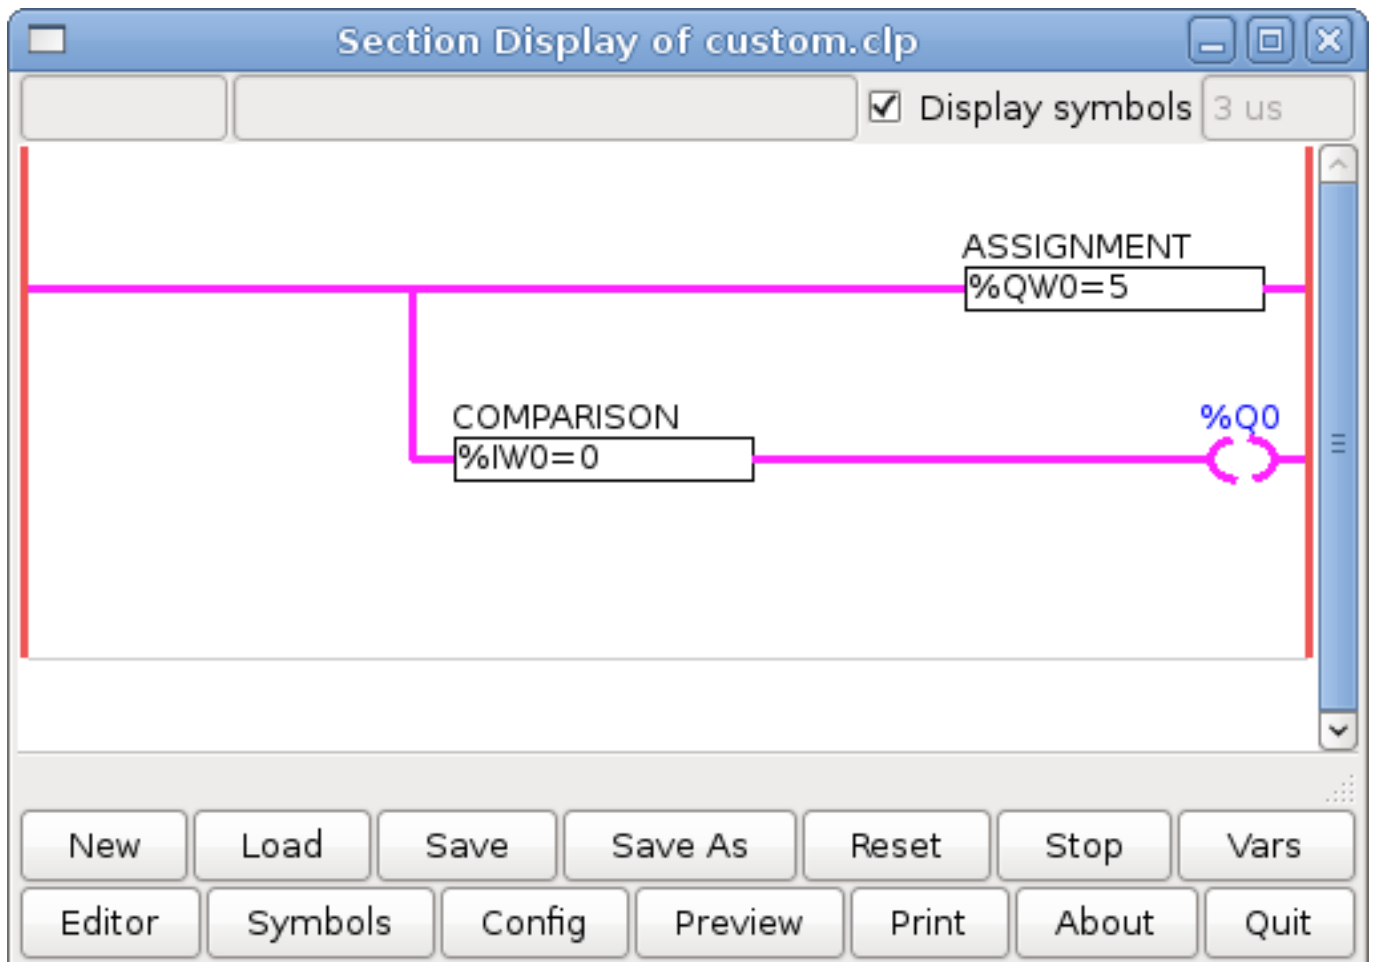 Section Display of custom.clp
Display symbols 3 us
ASSIGNMENT
%QW0=5
COMPARISON %Q0
%IW0=0
New Load Save Save As Reset Stop Vars
Editor Symbols Config Preview Print About Quit